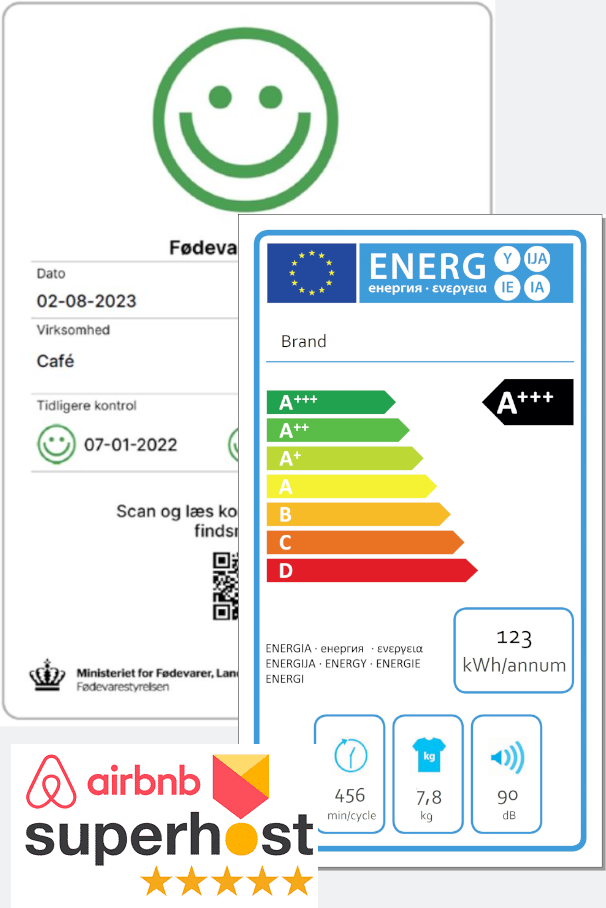 Fødeva
Dato
02-08-2023
Virksomhed
Café
Tidligere kontrol
07-01-2022
Scan og læs ko
findsr
Ministeriet for Fødevarer, Lan
Fødevarestyrelsen
ENERG Y IJA
енергия · ενεργεια IE IA
Brand
A+++ A+++
A++
A+
A
B
C
D
ENERGIA · енергия · ενεργεια
ENERGIJA · ENERGY · ENERGIE
ENERGI
123
kWh/annum
kg
456
min/cycle
7,8
kg
90
dB
airbnb
superhost